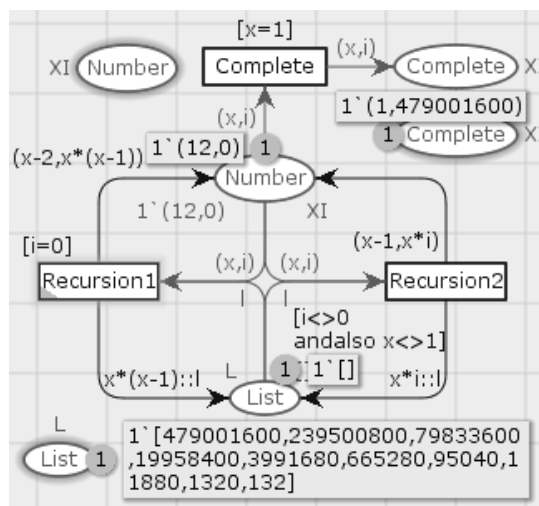 [x=1]
XI
Number
Complete
(x,i)
Complete
X
(x,i)
1`(1,479001600)
1
Complete
X
(x-2,x*(x-1))
1`(12,0)
1
Number
1`(12,0)
XI
[i=0]
(x-1,x*i)
(x,i)
(x,i)
Recursion1
Recursion2
l
l
[i<>0
andalso x<>1]
L
1
1`[]
x*(x-1)::l
x*i::l
List
L
List
1
1`[479001600,239500800,79833600
,19958400,3991680,665280,95040,1
1880,1320,132]